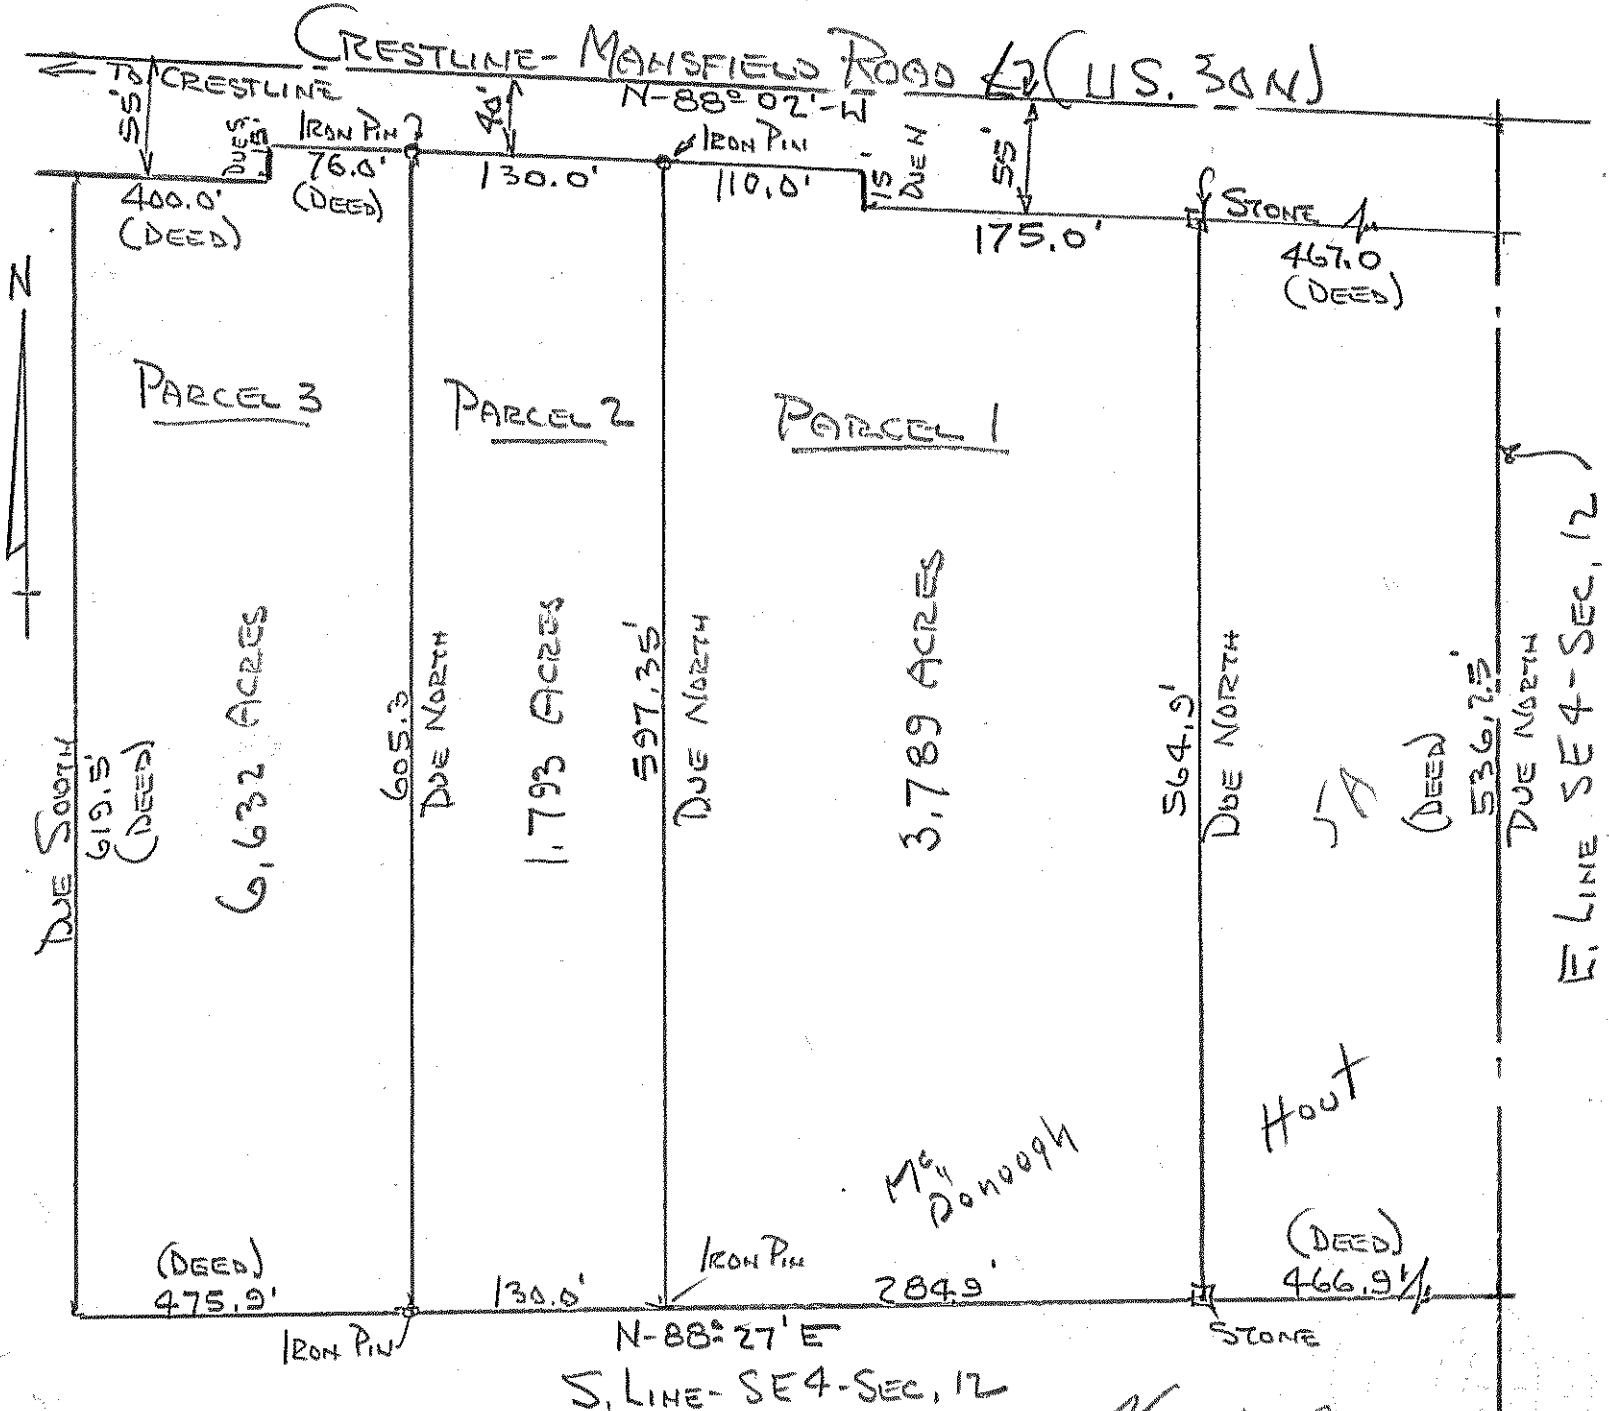 CRESTLINE- MANSFIELD ROAD (U.S. 30N)
TO CRESTLINE
N-88° 02'-W
55'
DUE S.
15'
IRON PIN
76.0'
(DEED)
40'
130.0'
IRON PIN
110.0'
15'
DUE N
55'
175.0'
STONE
467.0
(DEED)
400.0'
(DEED)
N
PARCEL 3
PARCEL 2
PARCEL 1
DUE SOUTH
619.5'
(DEED)
6.632 ACRES
605.3
DUE NORTH
1.793 ACRES
597.35'
DUE NORTH
3.789 ACRES
564.9'
DUE NORTH
5A
(DEED)
536.75'
DUE NORTH
E. LINE SE4-SEC. 12
McDonough
Hout
(DEED)
475.9'
130.0'
IRON PIN
284.9'
(DEED)
466.9'
IRON PIN
N-88° 27' E
STONE
S. LINE- SE4-SEC. 12